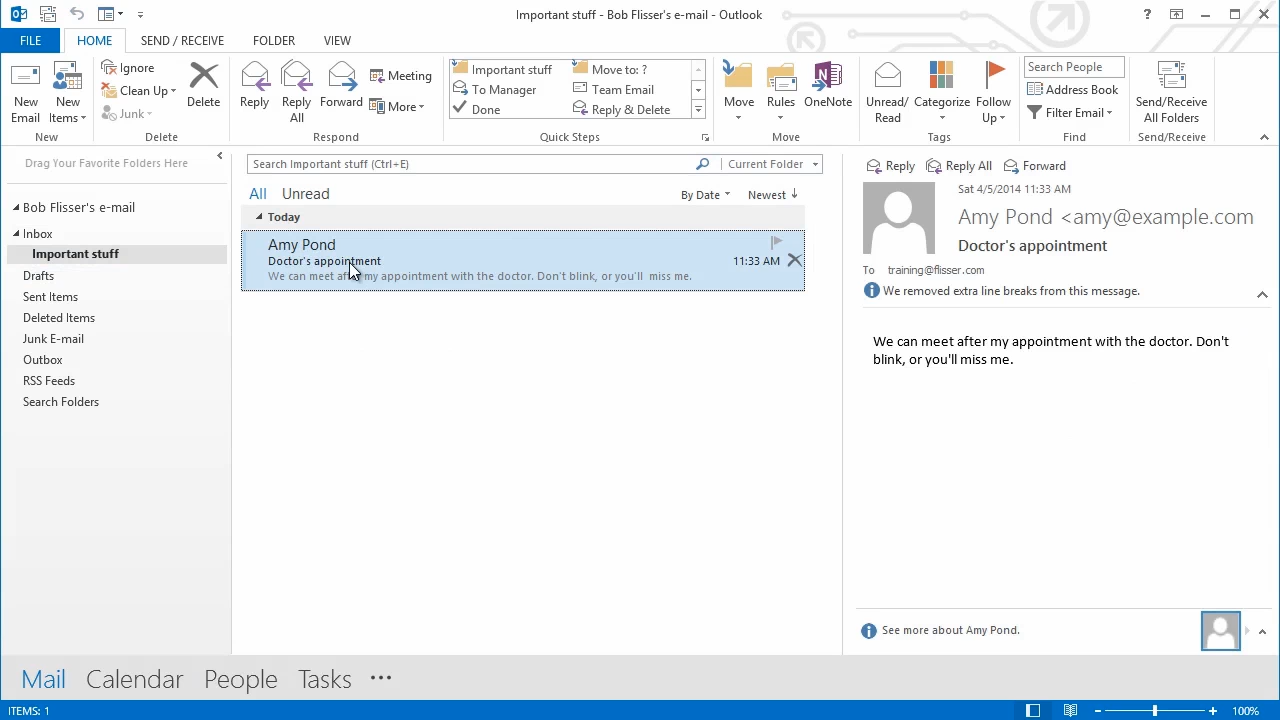 Important stuff - Bob Flisser's e-mail - Outlook
?
FILE HOME SEND / RECEIVE FOLDER VIEW
New Email
New Items
New
Ignore
Clean Up
Junk
Delete
Delete
Reply
Reply All
Forward
Meeting
More
Respond
Important stuff
To Manager
Done
Move to: ?
Team Email
Reply & Delete
Quick Steps
Move
Rules
OneNote
Move
Unread/ Read
Categorize
Follow Up
Tags
Search People
Address Book
Filter Email
Find
Send/Receive All Folders
Send/Receive
Drag Your Favorite Folders Here
Bob Flisser's e-mail
Inbox
Important stuff
Drafts
Sent Items
Deleted Items
Junk E-mail
Outbox
RSS Feeds
Search Folders
Search Important stuff (Ctrl+E)
Current Folder
All Unread
By Date Newest
Today
Amy Pond
Doctor's appointment 11:33 AM
We can meet after my appointment with the doctor. Don't blink, or you'll miss me.
Reply Reply All Forward
Sat 4/5/2014 11:33 AM
Amy Pond <amy@example.com
Doctor's appointment
To training@flisser.com
We removed extra line breaks from this message.
We can meet after my appointment with the doctor. Don't
blink, or you'll miss me.
See more about Amy Pond.
Mail Calendar People Tasks •••
ITEMS: 1
100%